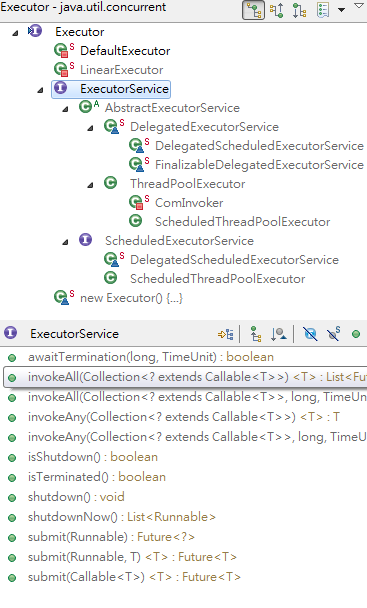 Executor - java.util.concurrent
Executor
DefaultExecutor
LinearExecutor
ExecutorService
AbstractExecutorService
DelegatedExecutorService
DelegatedScheduledExecutorService
FinalizableDelegatedExecutorService
ThreadPoolExecutor
ComInvoker
ScheduledThreadPoolExecutor
ScheduledExecutorService
DelegatedScheduledExecutorService
ScheduledThreadPoolExecutor
new Executor() {...}
ExecutorService
awaitTermination(long, TimeUnit) : boolean
invokeAll(Collection<? extends Callable<T>>) <T> : List<Fu
invokeAll(Collection<? extends Callable<T>>, long, TimeUn
invokeAny(Collection<? extends Callable<T>>) <T> : T
invokeAny(Collection<? extends Callable<T>>, long, TimeU
isShutdown() : boolean
isTerminated() : boolean
shutdown() : void
shutdownNow() : List<Runnable>
submit(Runnable) : Future<?>
submit(Runnable, T) <T> : Future<T>
submit(Callable<T>) <T> : Future<T>